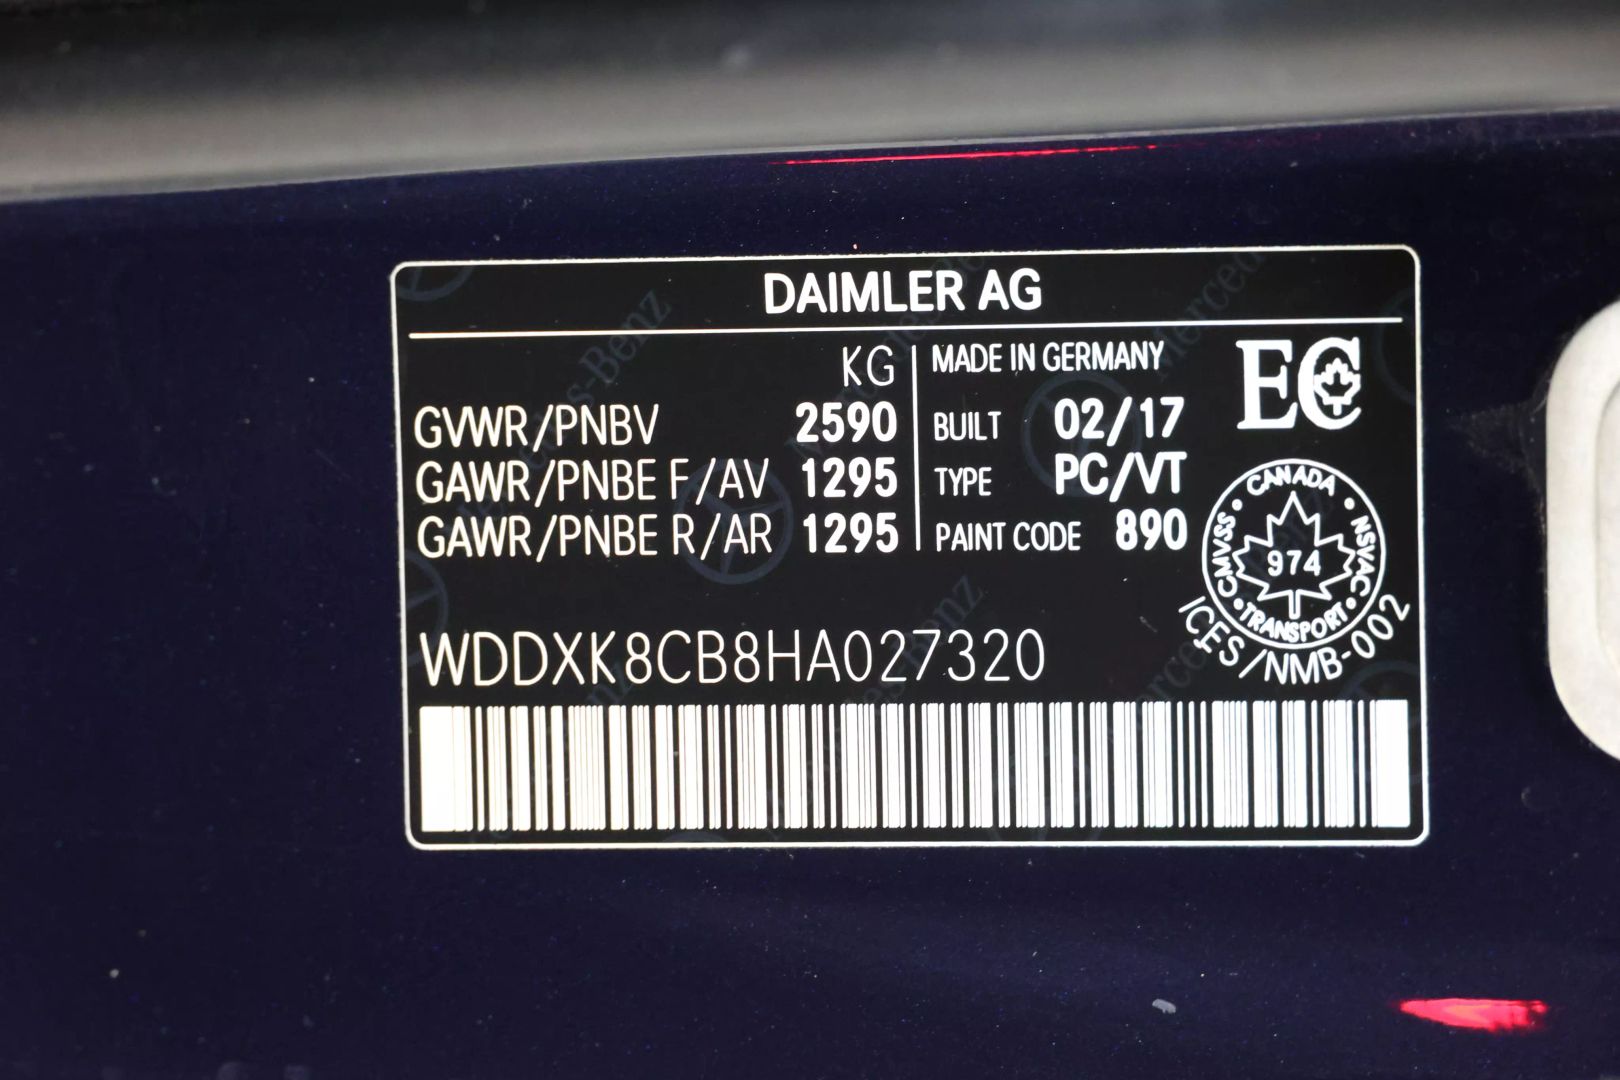 DAIMLER AG
KG
GVWR/PNBV 2590
GAWR/PNBE F/AV 1295
GAWR/PNBE R/AR 1295
MADE IN GERMANY
BUILT 02/17
TYPE PC/VT
PAINT CODE 890
EC
CANADA
CMVSS 974 NSVAC
TRANSPORT
ICES/NMB-002
WDDXK8CB8HA027320